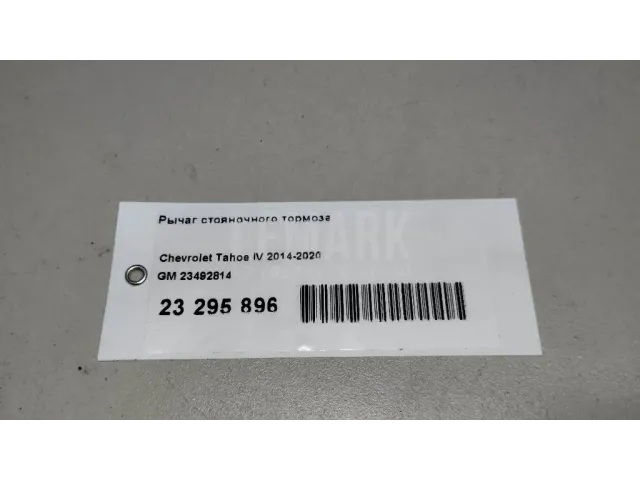 Рычаг стояночного тормоза
Chevrolet Tahoe IV 2014-2020
GM 23492814
23 295 896